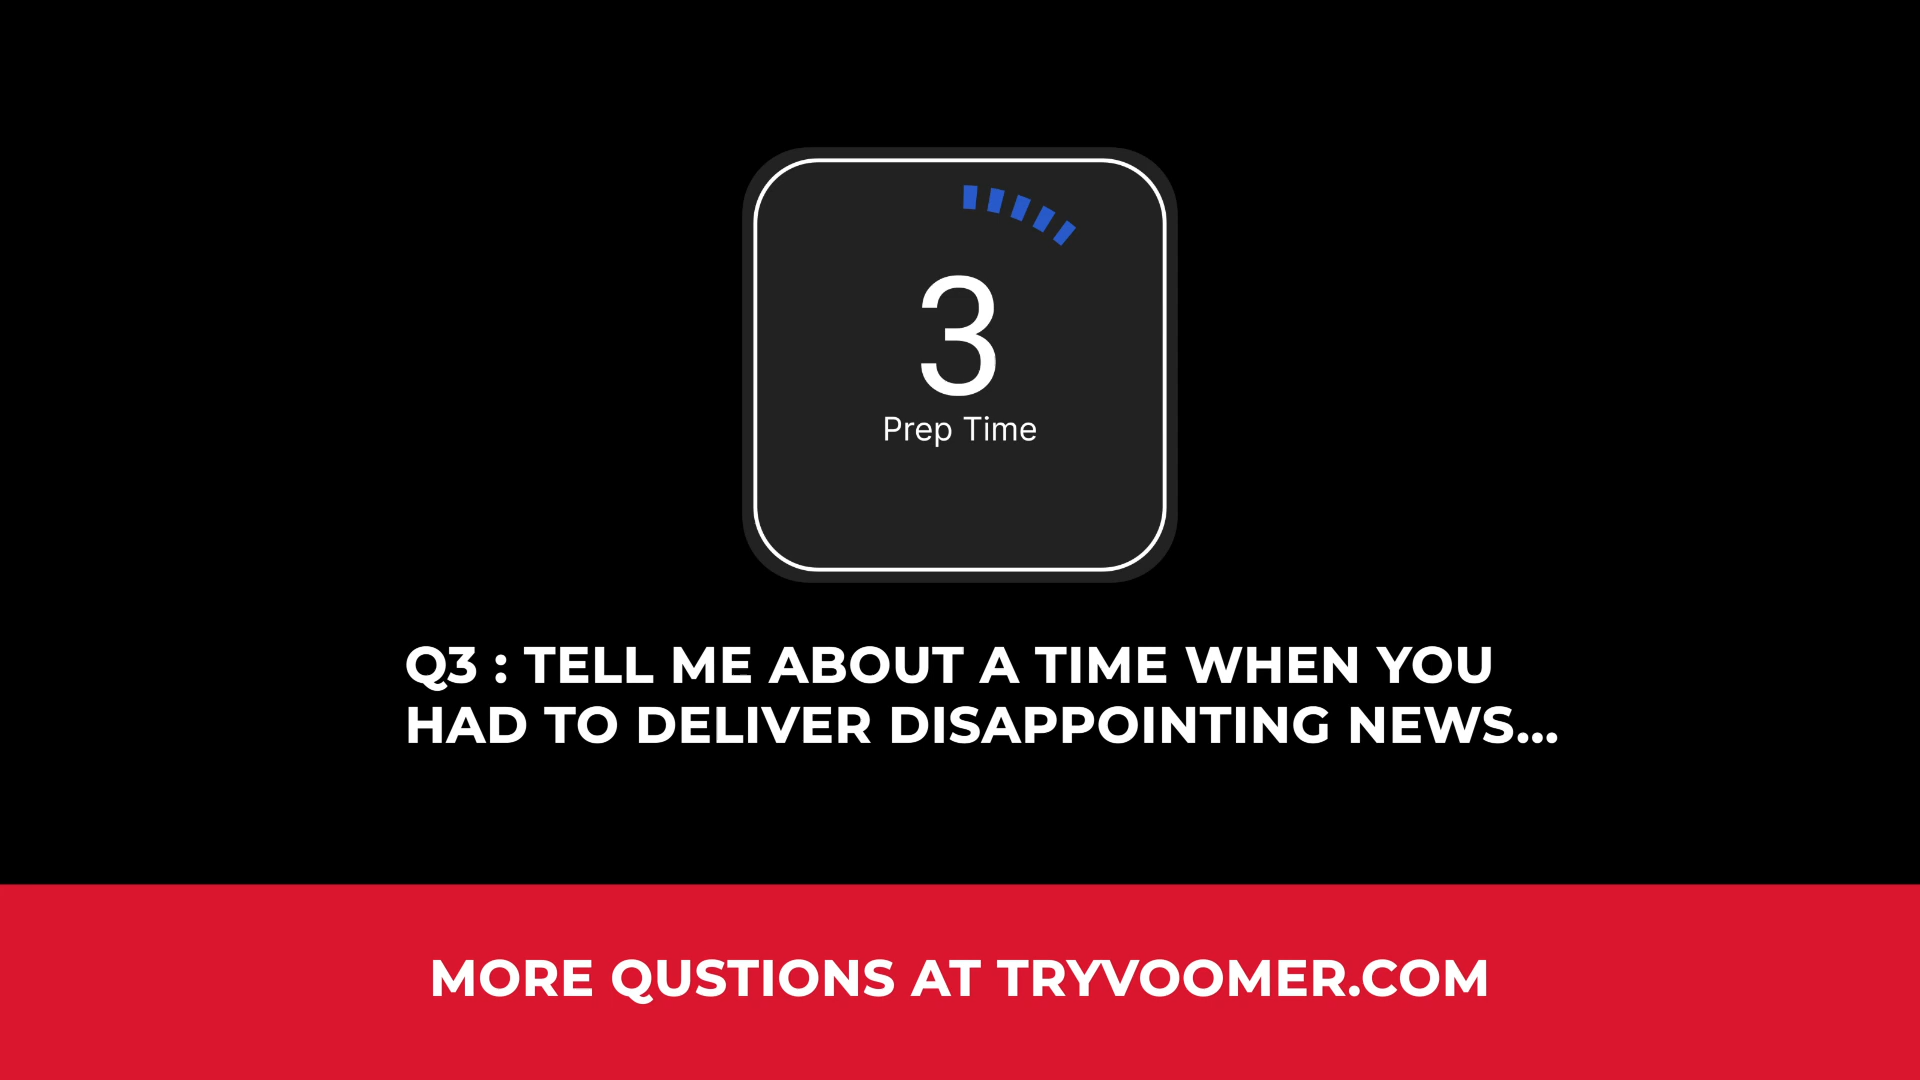 3
Prep Time
Q3 : TELL ME ABOUT A TIME WHEN YOU
HAD TO DELIVER DISAPPOINTING NEWS...
MORE QUSTIONS AT TRYVOOMER.COM